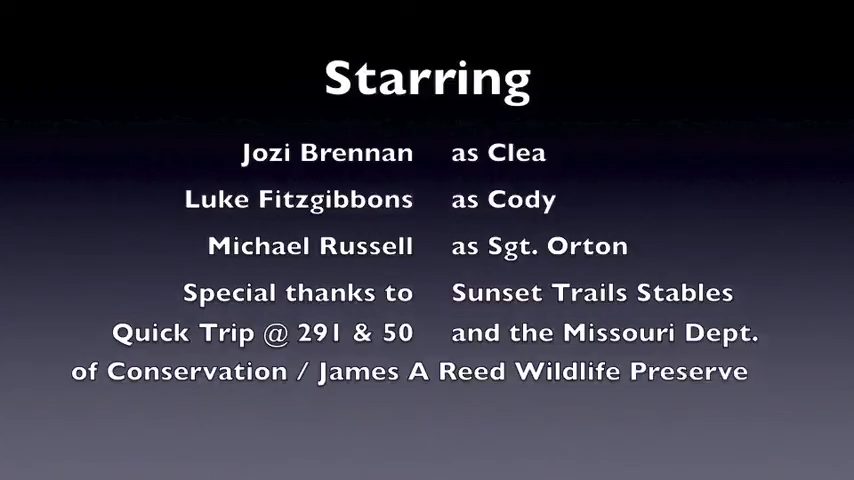 Starring
Jozi Brennan as Clea
Luke Fitzgibbons as Cody
Michael Russell as Sgt. Orton
Special thanks to Sunset Trails Stables
Quick Trip @ 291 & 50 and the Missouri Dept.
of Conservation / James A Reed Wildlife Preserve